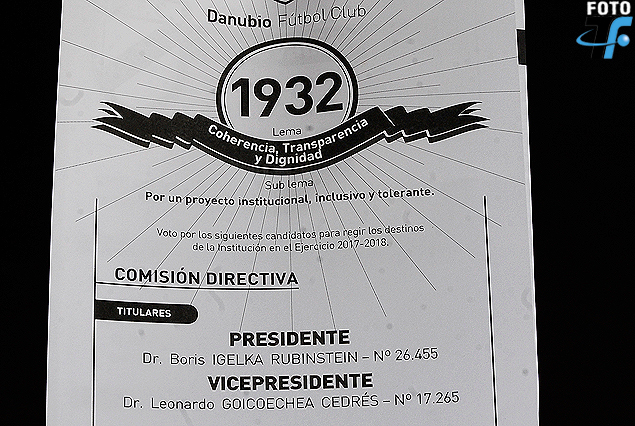 FOTO
f
Danubio Fútbol Club
1932
Lema
Coherencia, Transparencia
y Dignidad
Sub lema
Por un proyecto institucional, inclusivo y tolerante.
Voto por los siguientes candidatos para regir los destinos
de la Institución en el Ejercicio 2017-2018.
COMISIÓN DIRECTIVA
TITULARES
PRESIDENTE
Dr. Boris IGELKA RUBINSTEIN – Nº 26.455
VICEPRESIDENTE
Dr. Leonardo GOICOECHEA CEDRÉS – Nº 17.265